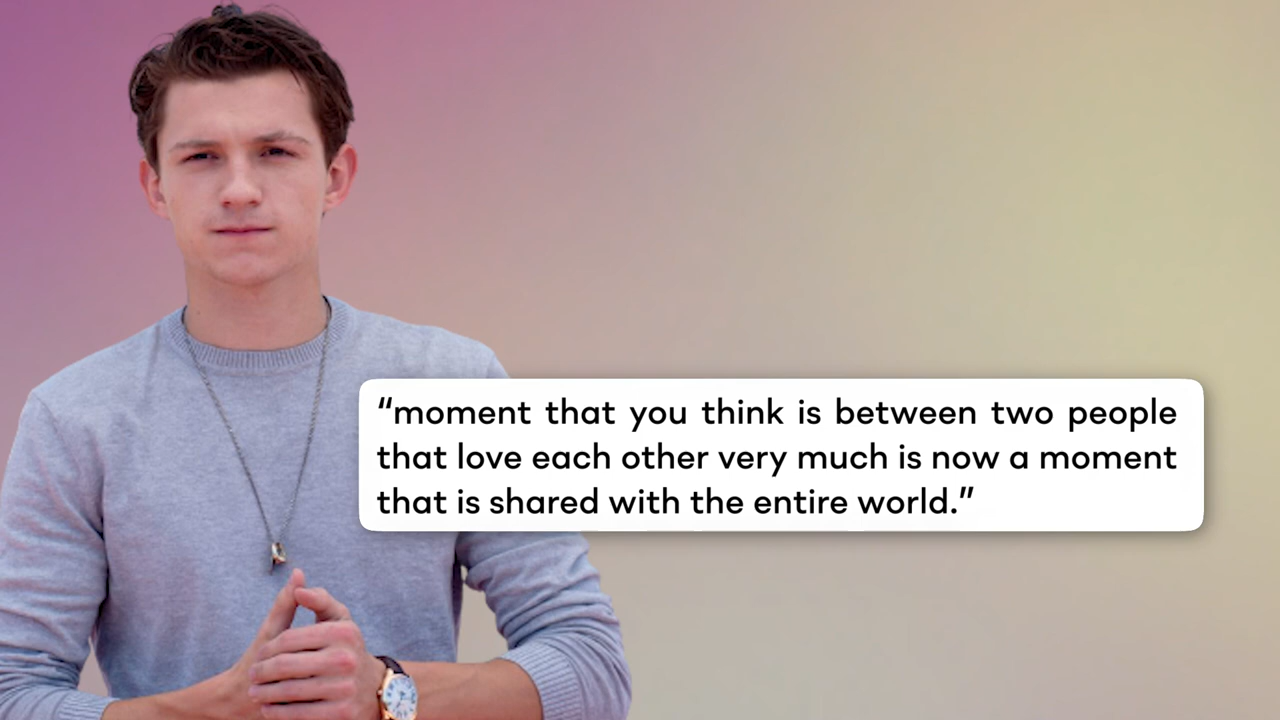 “moment that you think is between two people
that love each other very much is now a moment
that is shared with the entire world.”